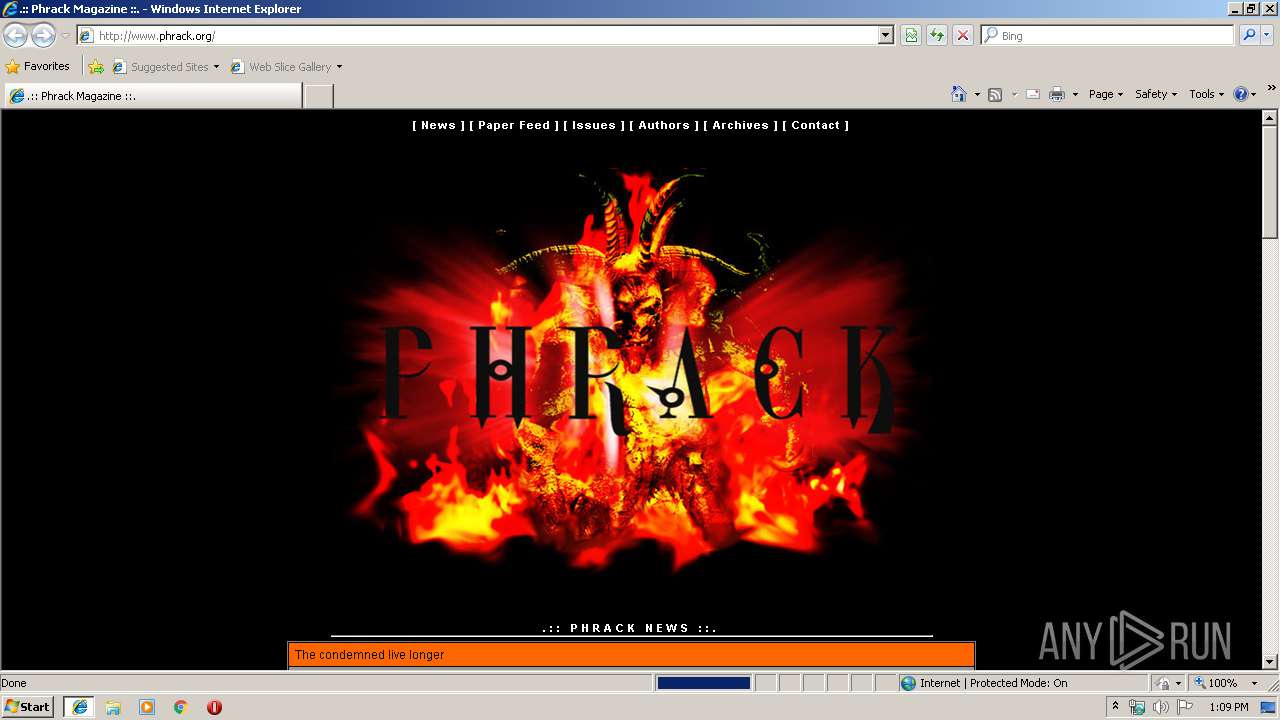 .:: Phrack Magazine ::. - Windows Internet Explorer
http://www.phrack.org/
Bing
Favorites
Suggested Sites
Web Slice Gallery
.:: Phrack Magazine ::.
Page
Safety
Tools
[ News ] [ Paper Feed ] [ Issues ] [ Authors ] [ Archives ] [ Contact ]
PHRACK
.:: PHRACK NEWS ::.
The condemned live longer
ANY RUN
Done
Internet | Protected Mode: On
100%
Start
1:09 PM